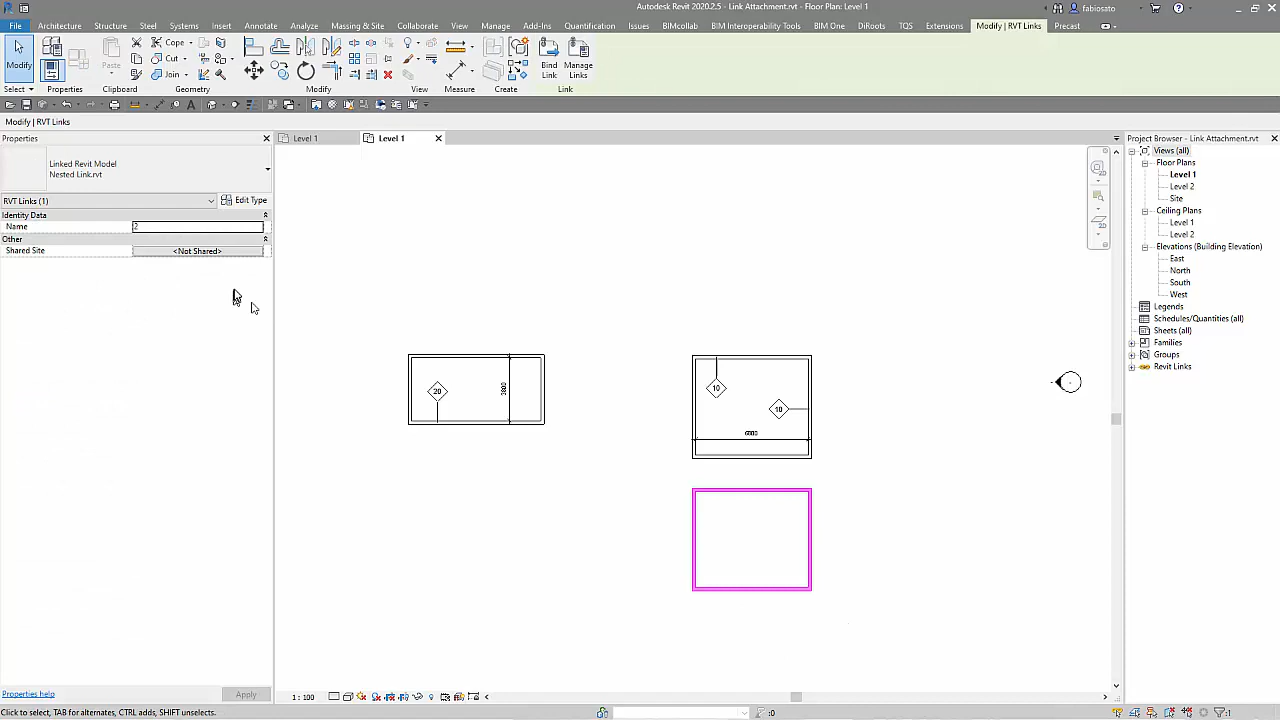 Autodesk Revit 2020.2.5 - Link Attachment.rvt - Floor Plan: Level 1
fabiosato
File Architecture Structure Steel Systems Insert Annotate Analyze Massing & Site Collaborate View Manage Add-Ins Quantification Issues BIMcollab BIM Interoperability Tools BIM One DiRoots TQS Extensions Modify | RVT Links Precast
Cope
Cut
Join
Modify
Paste
Bind Link
Manage Links
Select Properties Clipboard Geometry Modify View Measure Create Link
Modify | RVT Links
Properties
Linked Revit Model
Nested Link.rvt
RVT Links (1)
Edit Type
Identity Data
Name 2
Other
Shared Site <Not Shared>
Properties help
Apply
Level 1
Level 1
20
10
10
6000
1 : 100
Project Browser - Link Attachment.rvt
Views (all)
Floor Plans
Level 1
Level 2
Site
Ceiling Plans
Level 1
Level 2
Elevations (Building Elevation)
East
North
South
West
Legends
Schedules/Quantities (all)
Sheets (all)
Families
Groups
Revit Links
Click to select, TAB for alternates, CTRL adds, SHIFT unselects.
:0
:1